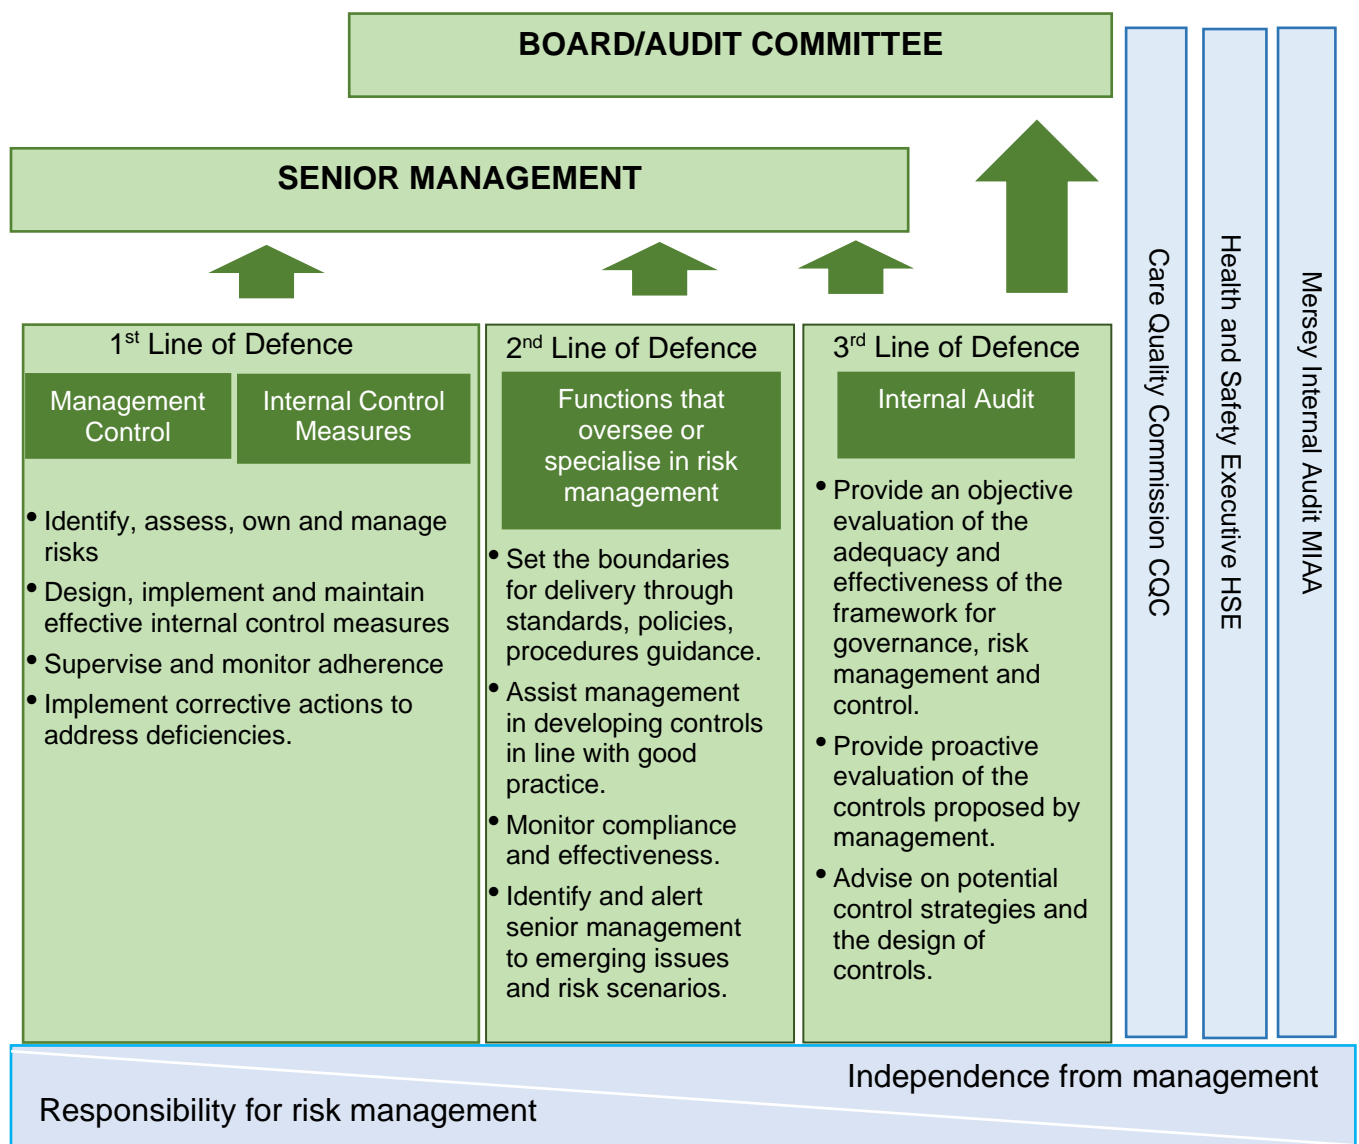 BOARD/AUDIT COMMITTEE
SENIOR MANAGEMENT
1st Line of Defence
Management
Control
Internal Control
Measures
• Identify, assess, own and manage
risks
• Design, implement and maintain
effective internal control measures
• Supervise and monitor adherence
• Implement corrective actions to
address deficiencies.
2nd Line of Defence
Functions that
oversee or
specialise in risk
management
• Set the boundaries
for delivery through
standards, policies,
procedures guidance.
• Assist management
in developing controls
in line with good
practice.
• Monitor compliance
and effectiveness.
• Identify and alert
senior management
to emerging issues
and risk scenarios.
3rd Line of Defence
Internal Audit
• Provide an objective
evaluation of the
adequacy and
effectiveness of the
framework for
governance, risk
management and
control.
• Provide proactive
evaluation of the
controls proposed by
management.
• Advise on potential
control strategies and
the design of
controls.
Care Quality Commission CQC
Health and Safety Executive HSE
Mersey Internal Audit MIAA
Independence from management
Responsibility for risk management